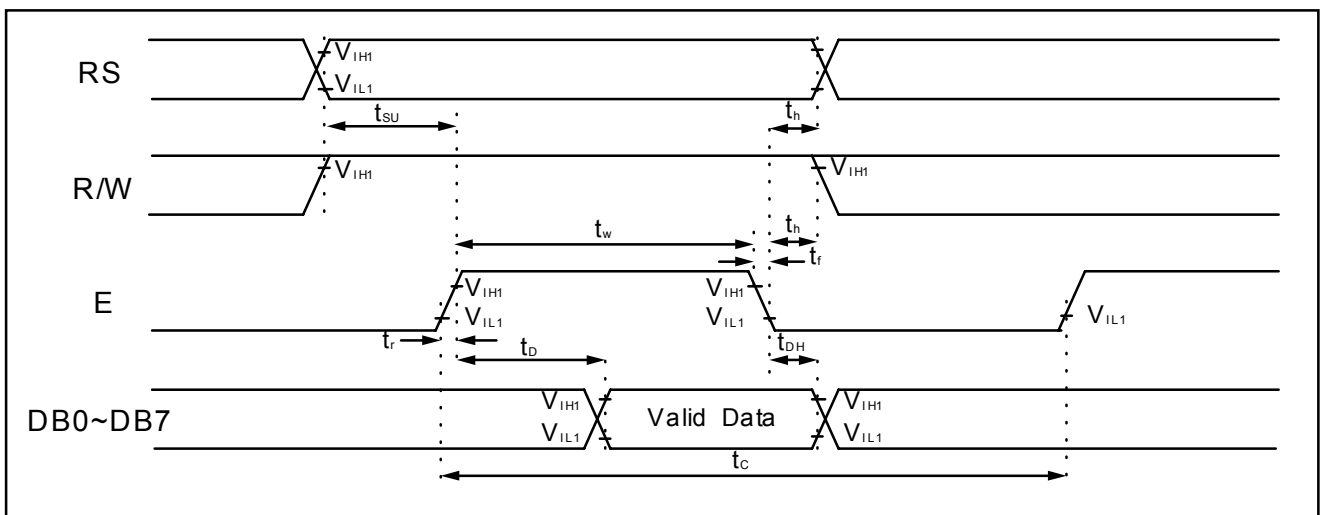 RS
VIH1
VIL1
tSU
th
R/W
VIH1
VIH1
tw
th
tf
E
VIH1
VIH1
VIL1
VIL1
VIL1
tr
tD
tDH
DB0~DB7
VIH1
Valid Data
VIH1
VIL1
VIL1
tC